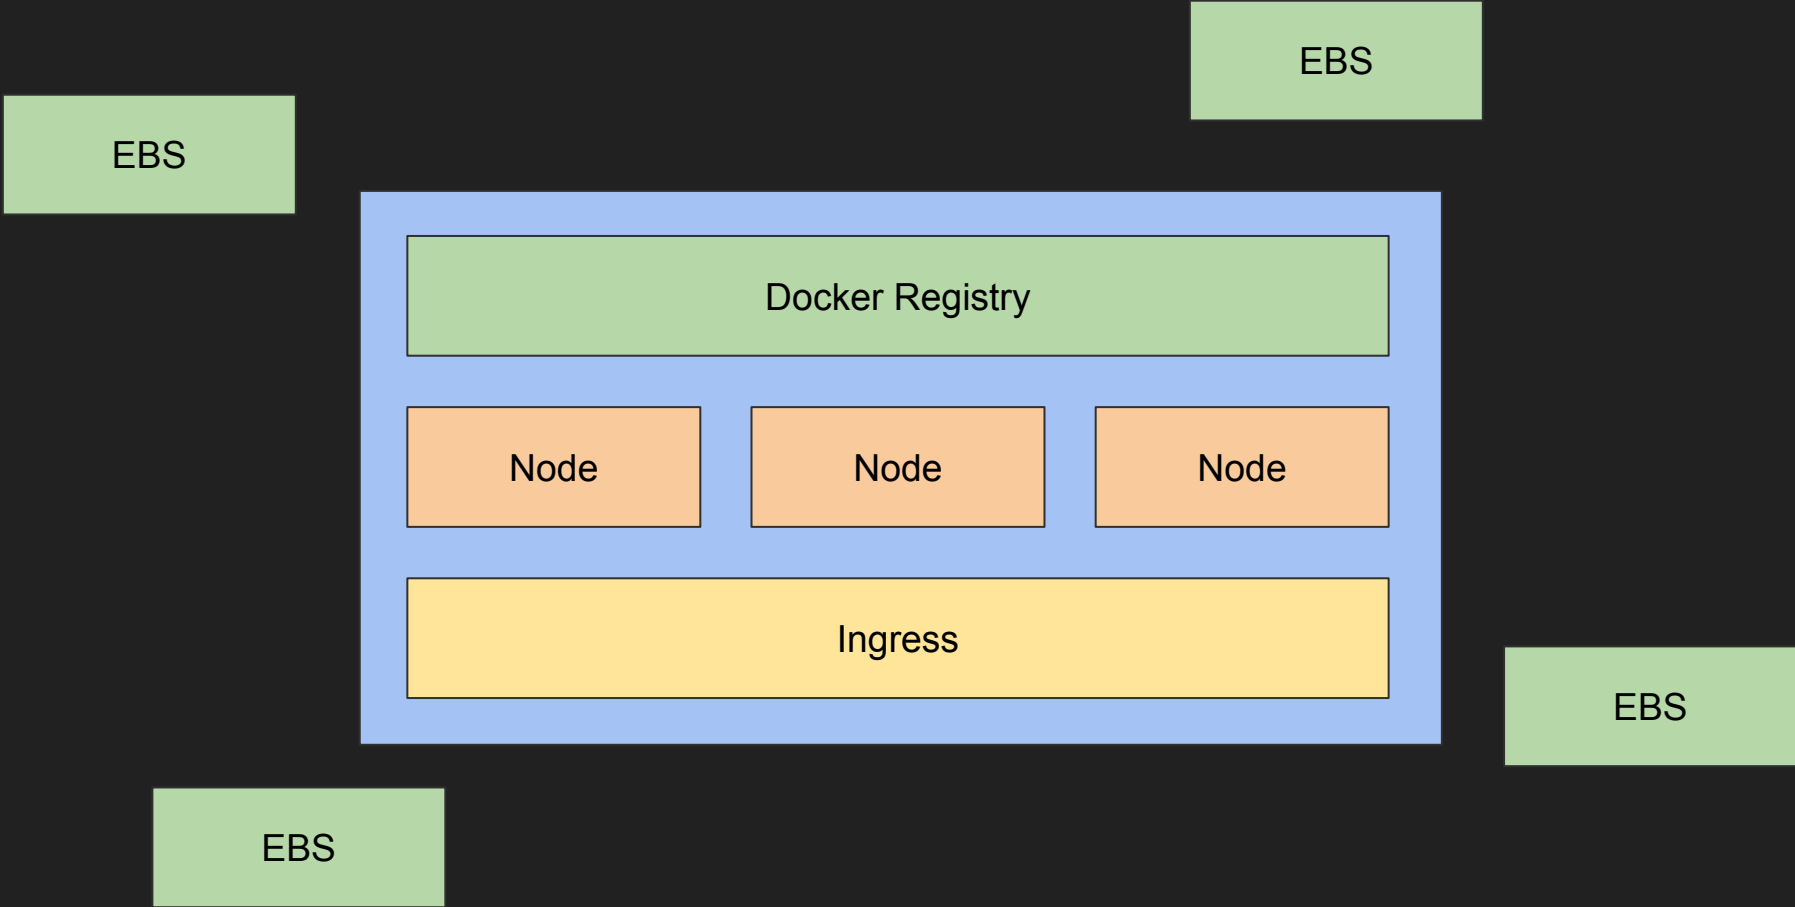 EBS
EBS
Docker Registry
Node
Node
Node
Ingress
EBS
EBS